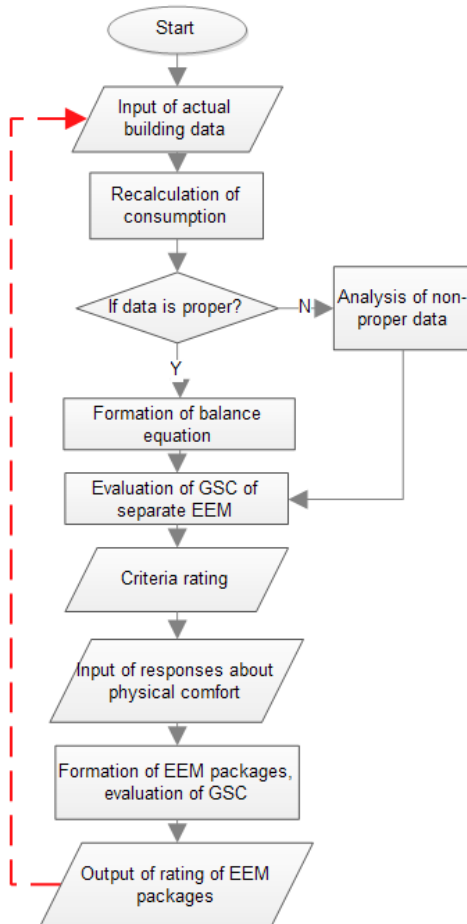 Start
Input of actual
building data
Recalculation of
consumption
If data is proper?
N
Analysis of non-
proper data
Y
Formation of balance
equation
Evaluation of GSC of
separate EEM
Criteria rating
Input of responses about
physical comfort
Formation of EEM packages,
evaluation of GSC
Output of rating of EEM
packages